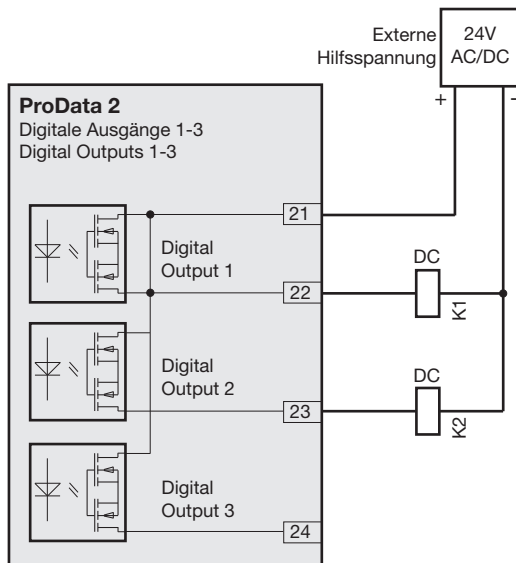 Externe
Hilfsspannung
24V
AC/DC
+
–
ProData 2
Digitale Ausgänge 1-3
Digital Outputs 1-3
21
Digital
Output 1
22
DC
K1
Digital
Output 2
23
DC
K2
Digital
Output 3
24